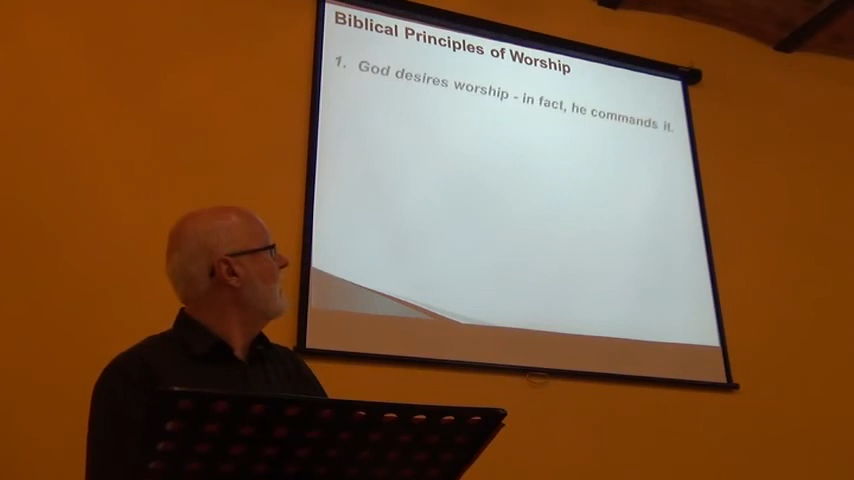 Biblical Principles of Worship
1. God desires worship - in fact, he commands it.